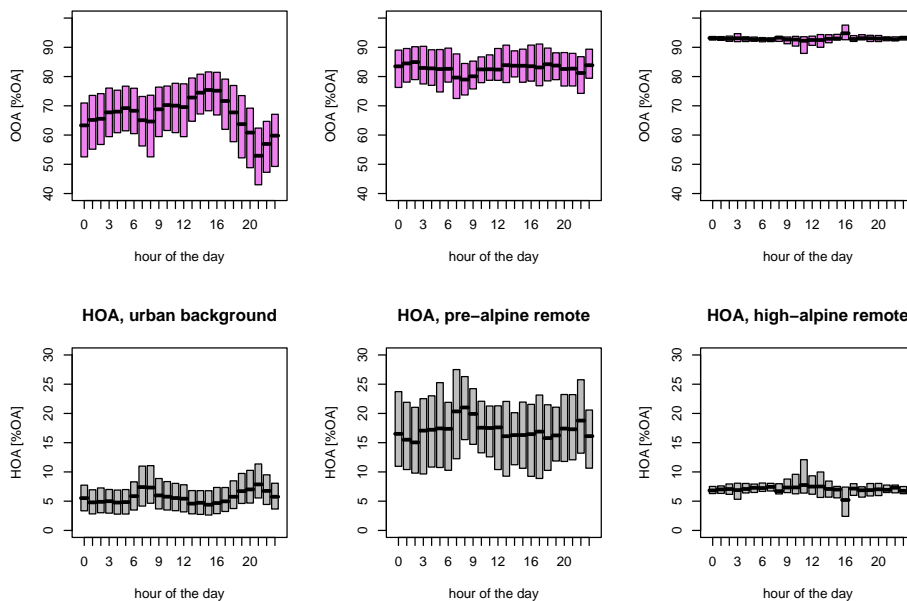 OOA [%OA]
40 50 60 70 80 90
0 3 6 9 12 16 20
hour of the day
OOA [%OA]
40 50 60 70 80 90
0 3 6 9 12 16 20
hour of the day
OOA [%OA]
40 50 60 70 80 90
0 3 6 9 12 16 20
hour of the day
HOA, urban background
HOA [%OA]
0 5 10 15 20 25 30
0 3 6 9 12 16 20
hour of the day
HOA, pre−alpine remote
HOA [%OA]
0 5 10 15 20 25 30
0 3 6 9 12 16 20
hour of the day
HOA, high−alpine remote
HOA [%OA]
0 5 10 15 20 25 30
0 3 6 9 12 16 20
hour of the day